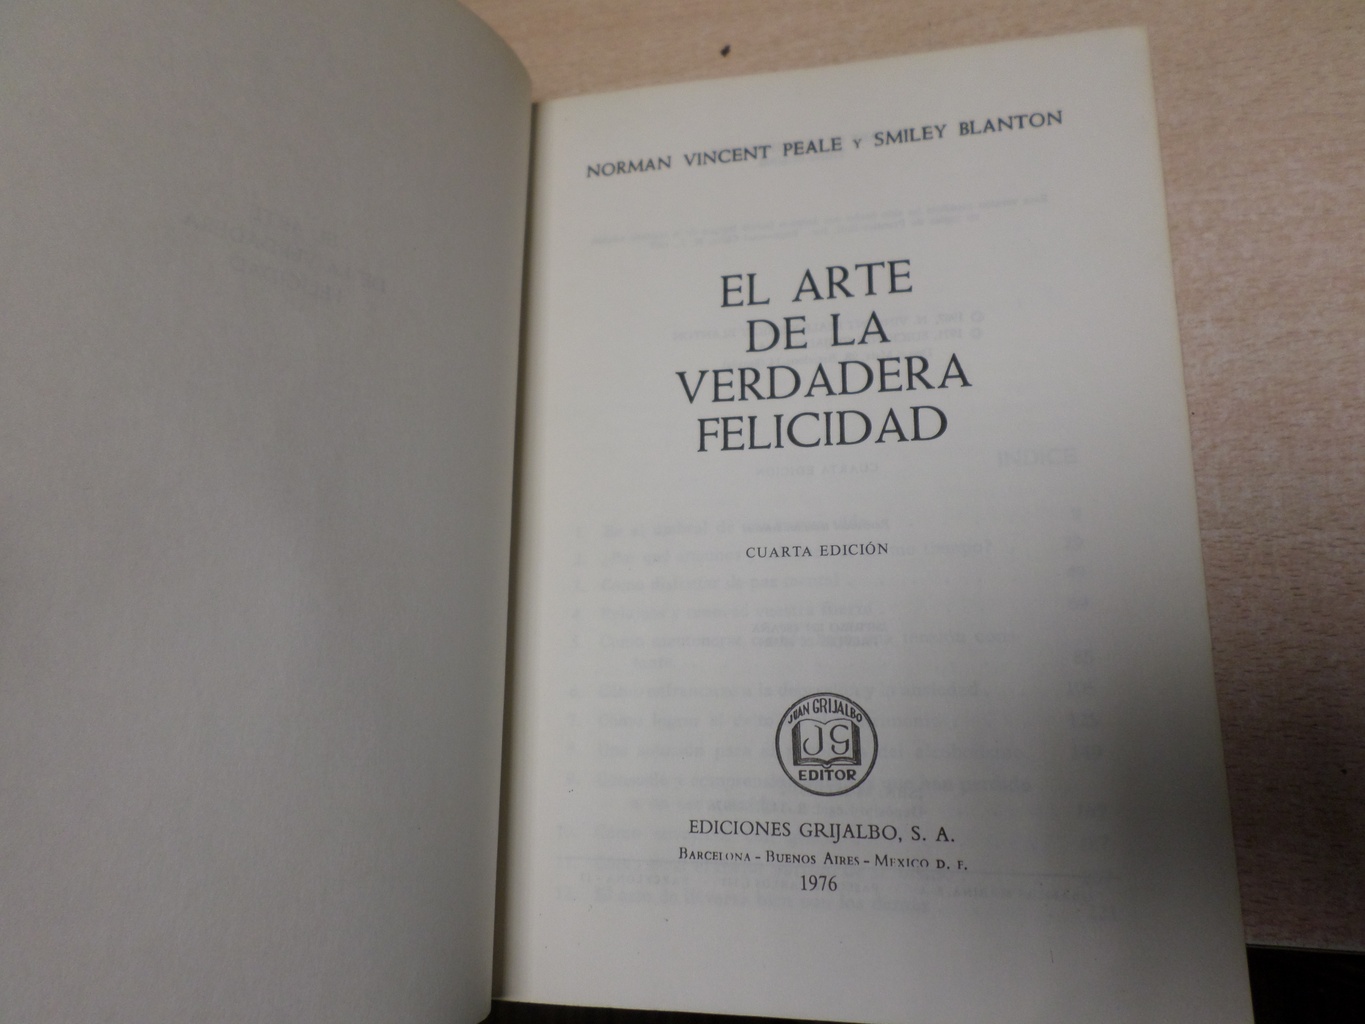 NORMAN VINCENT PEALE Y SMILEY BLANTON
EL ARTE
DE LA
VERDADERA
FELICIDAD
CUARTA EDICIÓN
JUAN GRIJALBO
JG
EDITOR
EDICIONES GRIJALBO, S. A.
BARCELONA - BUENOS AIRES - MEXICO D. F.
1976